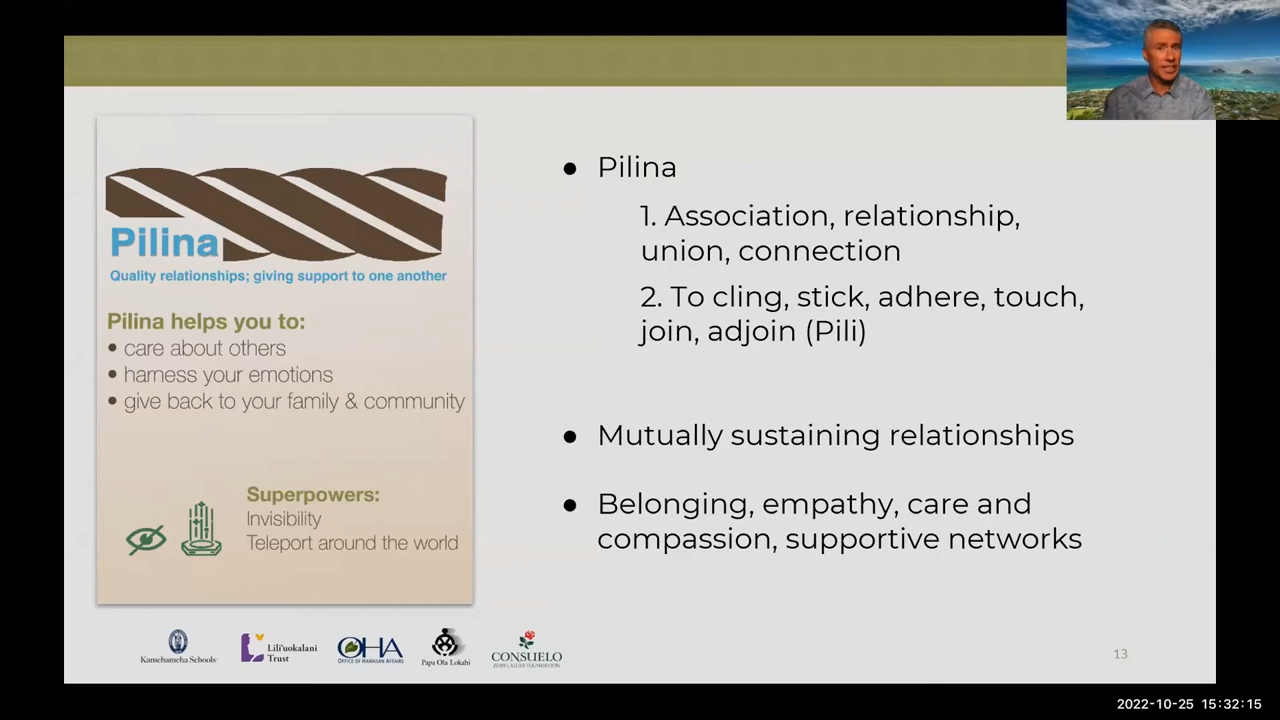 Pilina
Quality relationships; giving support to one another
Pilina helps you to:
• care about others
• harness your emotions
• give back to your family & community
Superpowers:
Invisibility
Teleport around the world
● Pilina
1. Association, relationship,
union, connection
2. To cling, stick, adhere, touch,
join, adjoin (Pili)
● Mutually sustaining relationships
● Belonging, empathy, care and
compassion, supportive networks
Kamehameha Schools
Lili'uokalani
Trust
OHA
OFFICE OF HAWAIIAN AFFAIRS
Papa Ola Lokahi
CONSUELO
ZOBEL ALGER FOUNDATION
13
2022-10-25 15:32:15